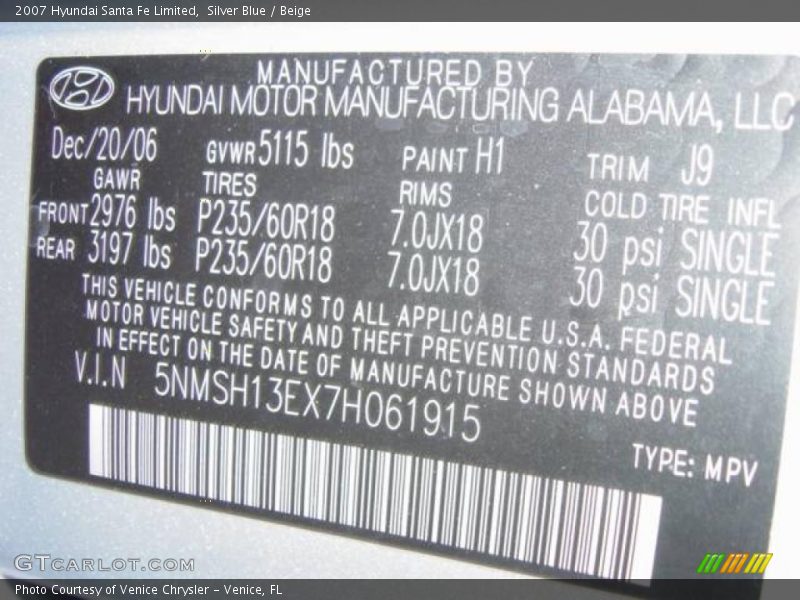 2007 Hyundai Santa Fe Limited,  Silver Blue / Beige
MANUFACTURED BY
HYUNDAI MOTOR MANUFACTURING ALABAMA, LLC
Dec/20/06 GVWR 5115 lbs PAINT H1 TRIM J9
GAWR TIRES RIMS COLD TIRE INFL
FRONT 2976 lbs P235/60R18 7.0JX18 30 psi SINGLE
REAR 3197 lbs P235/60R18 7.0JX18 30 psi SINGLE
THIS VEHICLE CONFORMS TO ALL APPLICABLE U.S.A. FEDERAL
MOTOR VEHICLE SAFETY AND THEFT PREVENTION STANDARDS
IN EFFECT ON THE DATE OF MANUFACTURE SHOWN ABOVE
V.I.N 5NMSH13EX7H061915
TYPE: MPV
GTCARLOT.COM
Photo Courtesy of Venice Chrysler – Venice, FL